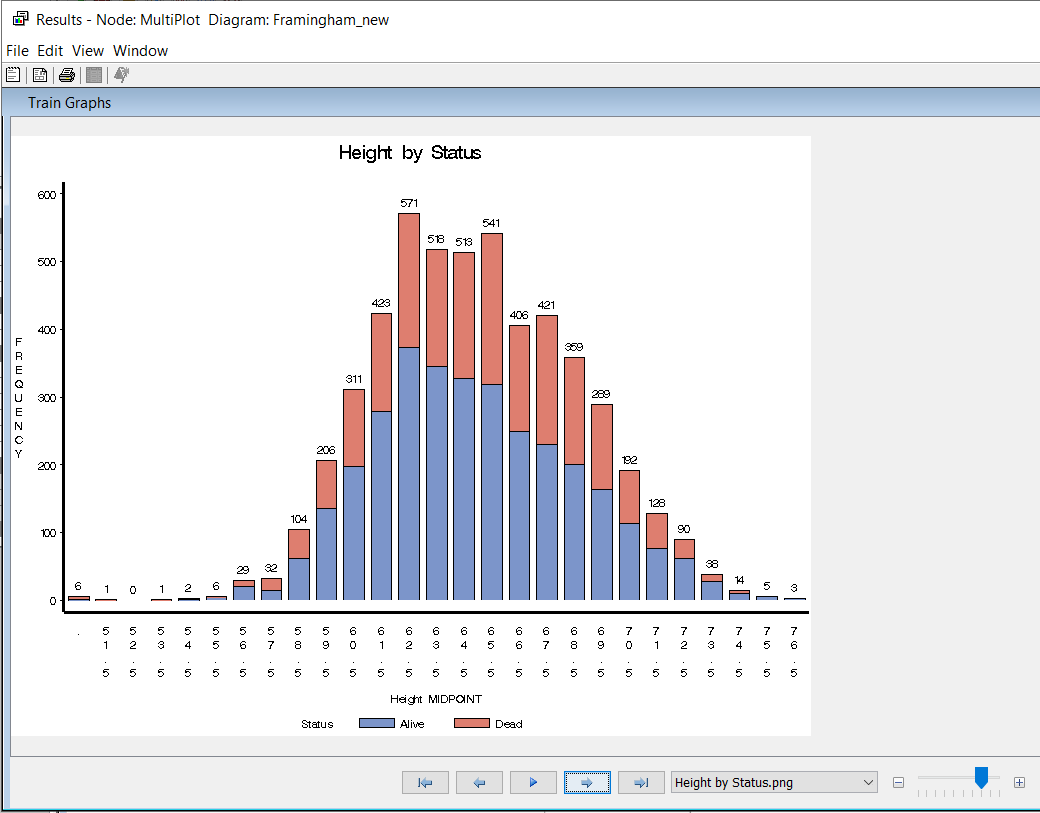 Results - Node: MultiPlot  Diagram: Framingham_new
File Edit View Window
Train Graphs
Height by Status
FREQUENCY
600
500
400
300
200
100
0
6 1 0 1 2 6 29 32 104 206 311 423 571 518 513 541 406 421 359 289 192 128 90 38 14 5 3
. 51.5 52.5 53.5 54.5 55.5 56.5 57.5 58.5 59.5 60.5 61.5 62.5 63.5 64.5 65.5 66.5 67.5 68.5 69.5 70.5 71.5 72.5 73.5 74.5 75.5 76.5
Height MIDPOINT
Status Alive Dead
Height by Status.png